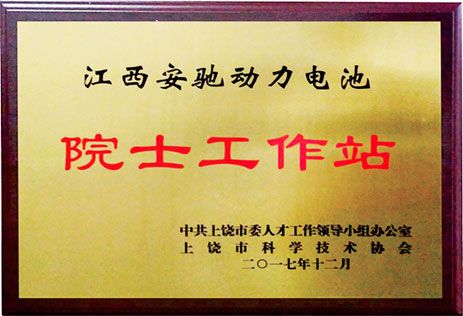 江西安驰动力电池
院士工作站
中共上饶市委人才工作领导小组办公室
上饶市科学技术协会
二〇一七年十二月